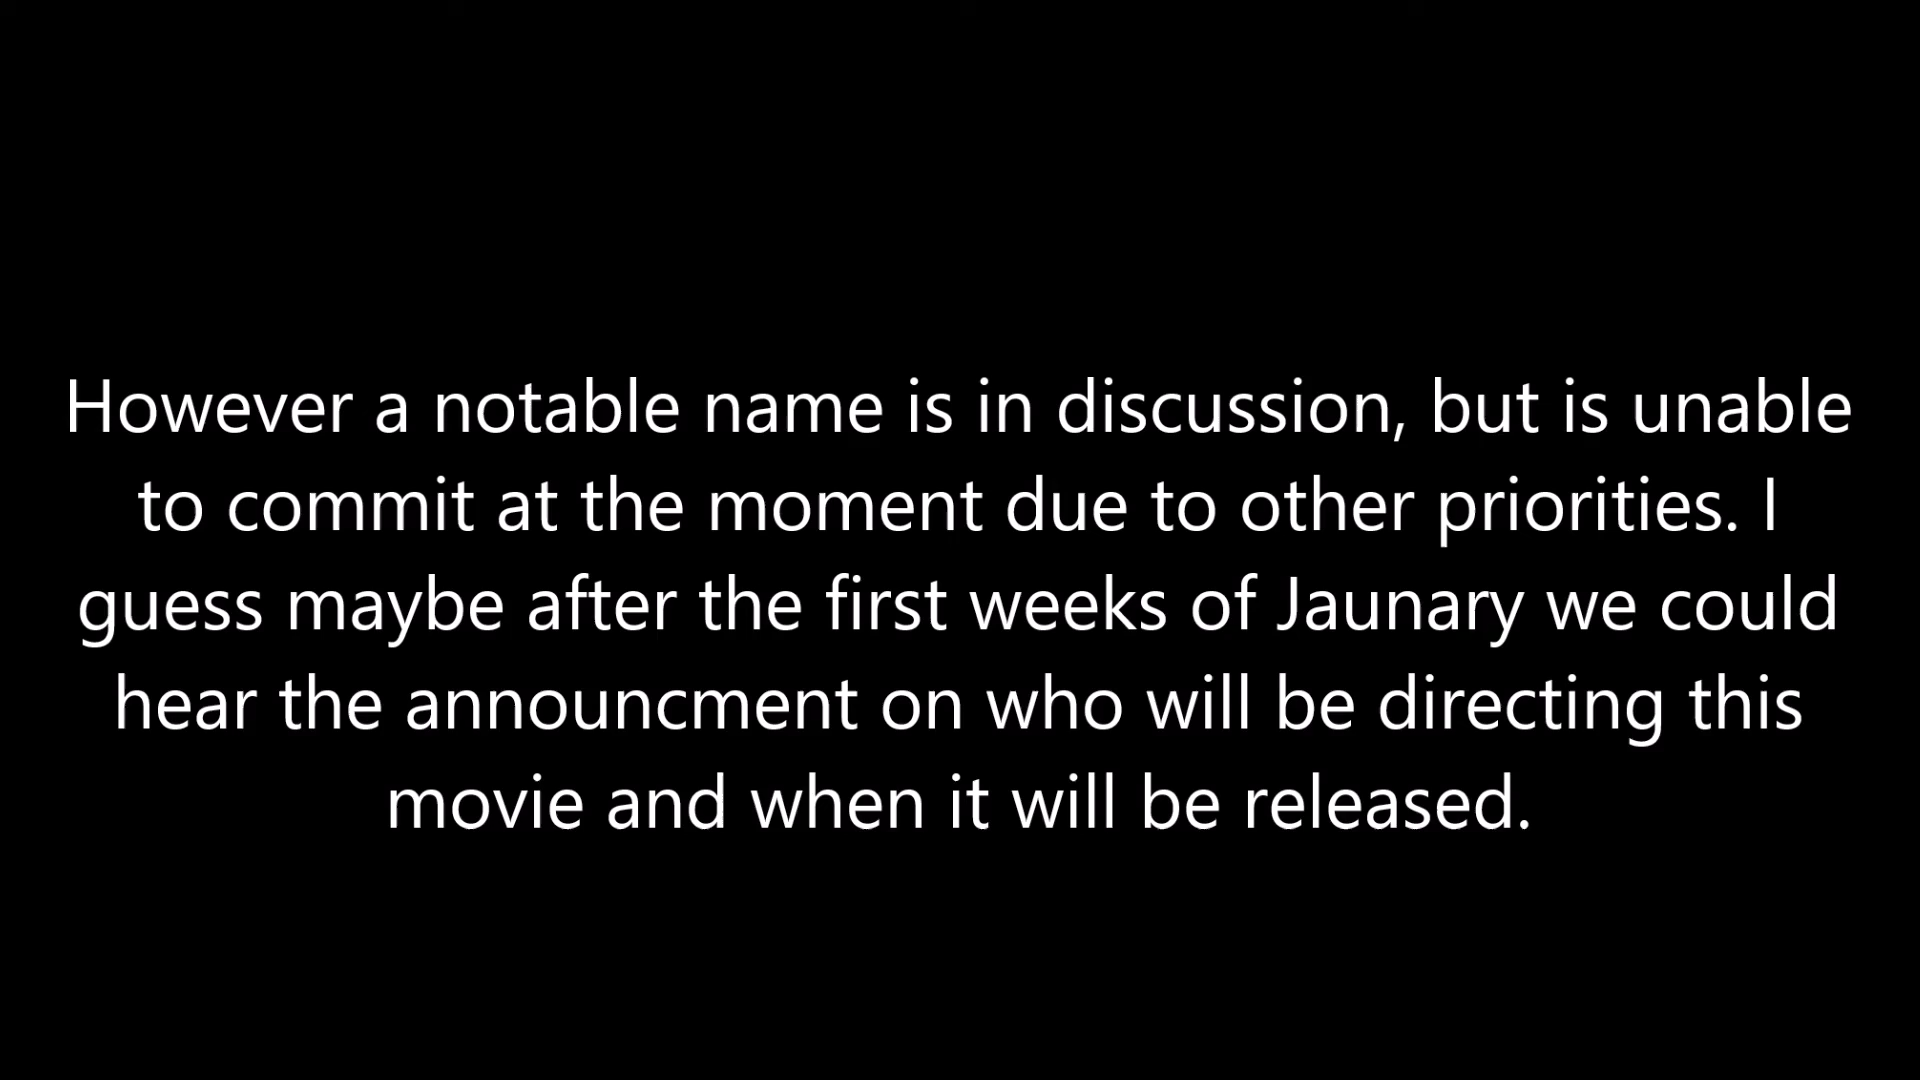 However a notable name is in discussion, but is unable
to commit at the moment due to other priorities. I
guess maybe after the first weeks of Jaunary we could
hear the announcment on who will be directing this
movie and when it will be released.